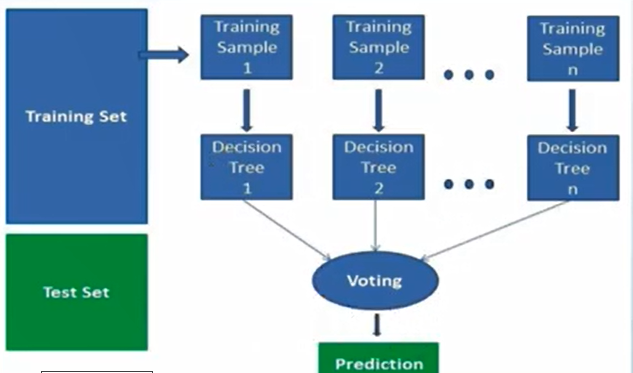 Training Set
Test Set
Training
Sample
1
Training
Sample
2
Training
Sample
n
Decision
Tree
1
Decision
Tree
2
Decision
Tree
n
Voting
Prediction